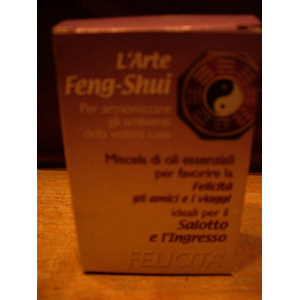 L'Arte
Feng-Shui
Per armonizzare
gli ambienti
della vostra casa
Miscela di oli essenziali
per favorire la
Felicità
gli amici e i viaggi
ideali per il
Salotto
e l'Ingresso
FELICITA'